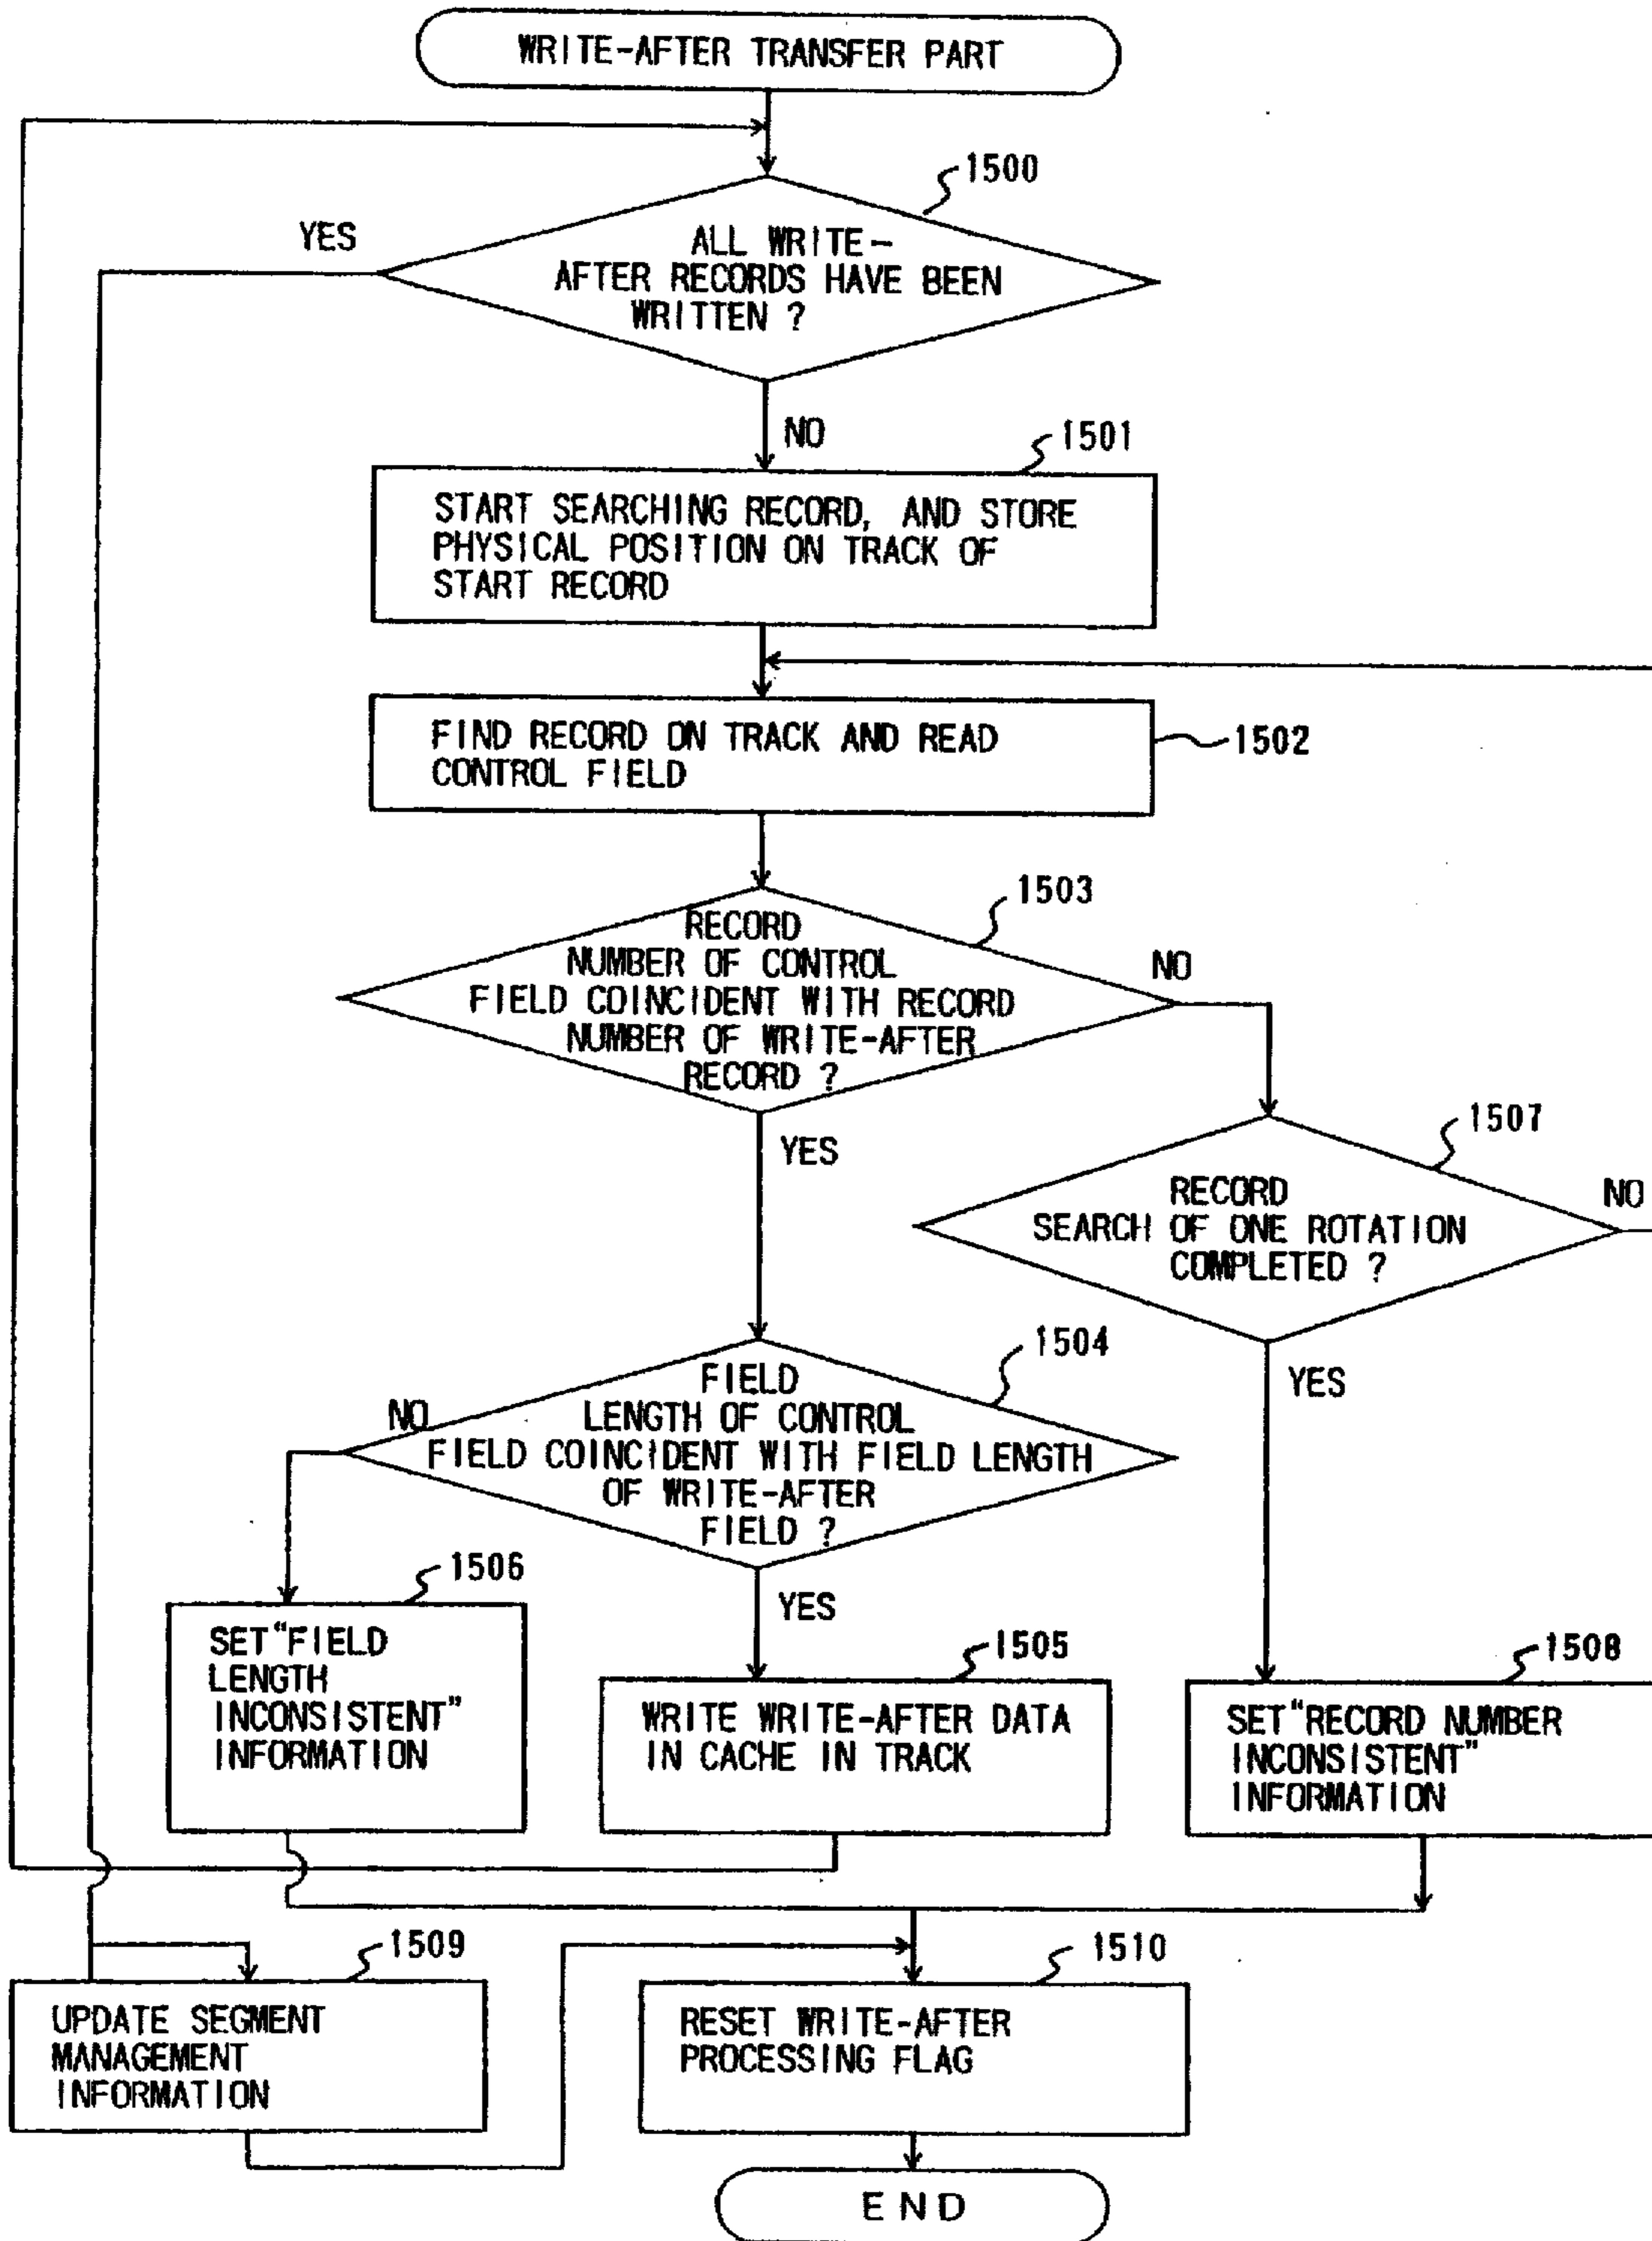 WRITE-AFTER TRANSFER PART
1500
YES
ALL WRITE-
AFTER RECORDS HAVE BEEN
WRITTEN ?
NO
1501
START SEARCHING RECORD, AND STORE
PHYSICAL POSITION ON TRACK OF
START RECORD
FIND RECORD ON TRACK AND READ
CONTROL FIELD
1502
1503
RECORD
NUMBER OF CONTROL
FIELD COINCIDENT WITH RECORD
NUMBER OF WRITE-AFTER
RECORD ?
NO
YES
1507
RECORD
SEARCH OF ONE ROTATION
COMPLETED ?
NO
YES
1504
FIELD
LENGTH OF CONTROL
FIELD COINCIDENT WITH FIELD LENGTH
OF WRITE-AFTER
FIELD ?
NO
YES
1506
SET "FIELD
LENGTH
INCONSISTENT"
INFORMATION
1505
WRITE WRITE-AFTER DATA
IN CACHE IN TRACK
1508
SET "RECORD NUMBER
INCONSISTENT"
INFORMATION
1509
UPDATE SEGMENT
MANAGEMENT
INFORMATION
1510
RESET WRITE-AFTER
PROCESSING FLAG
END